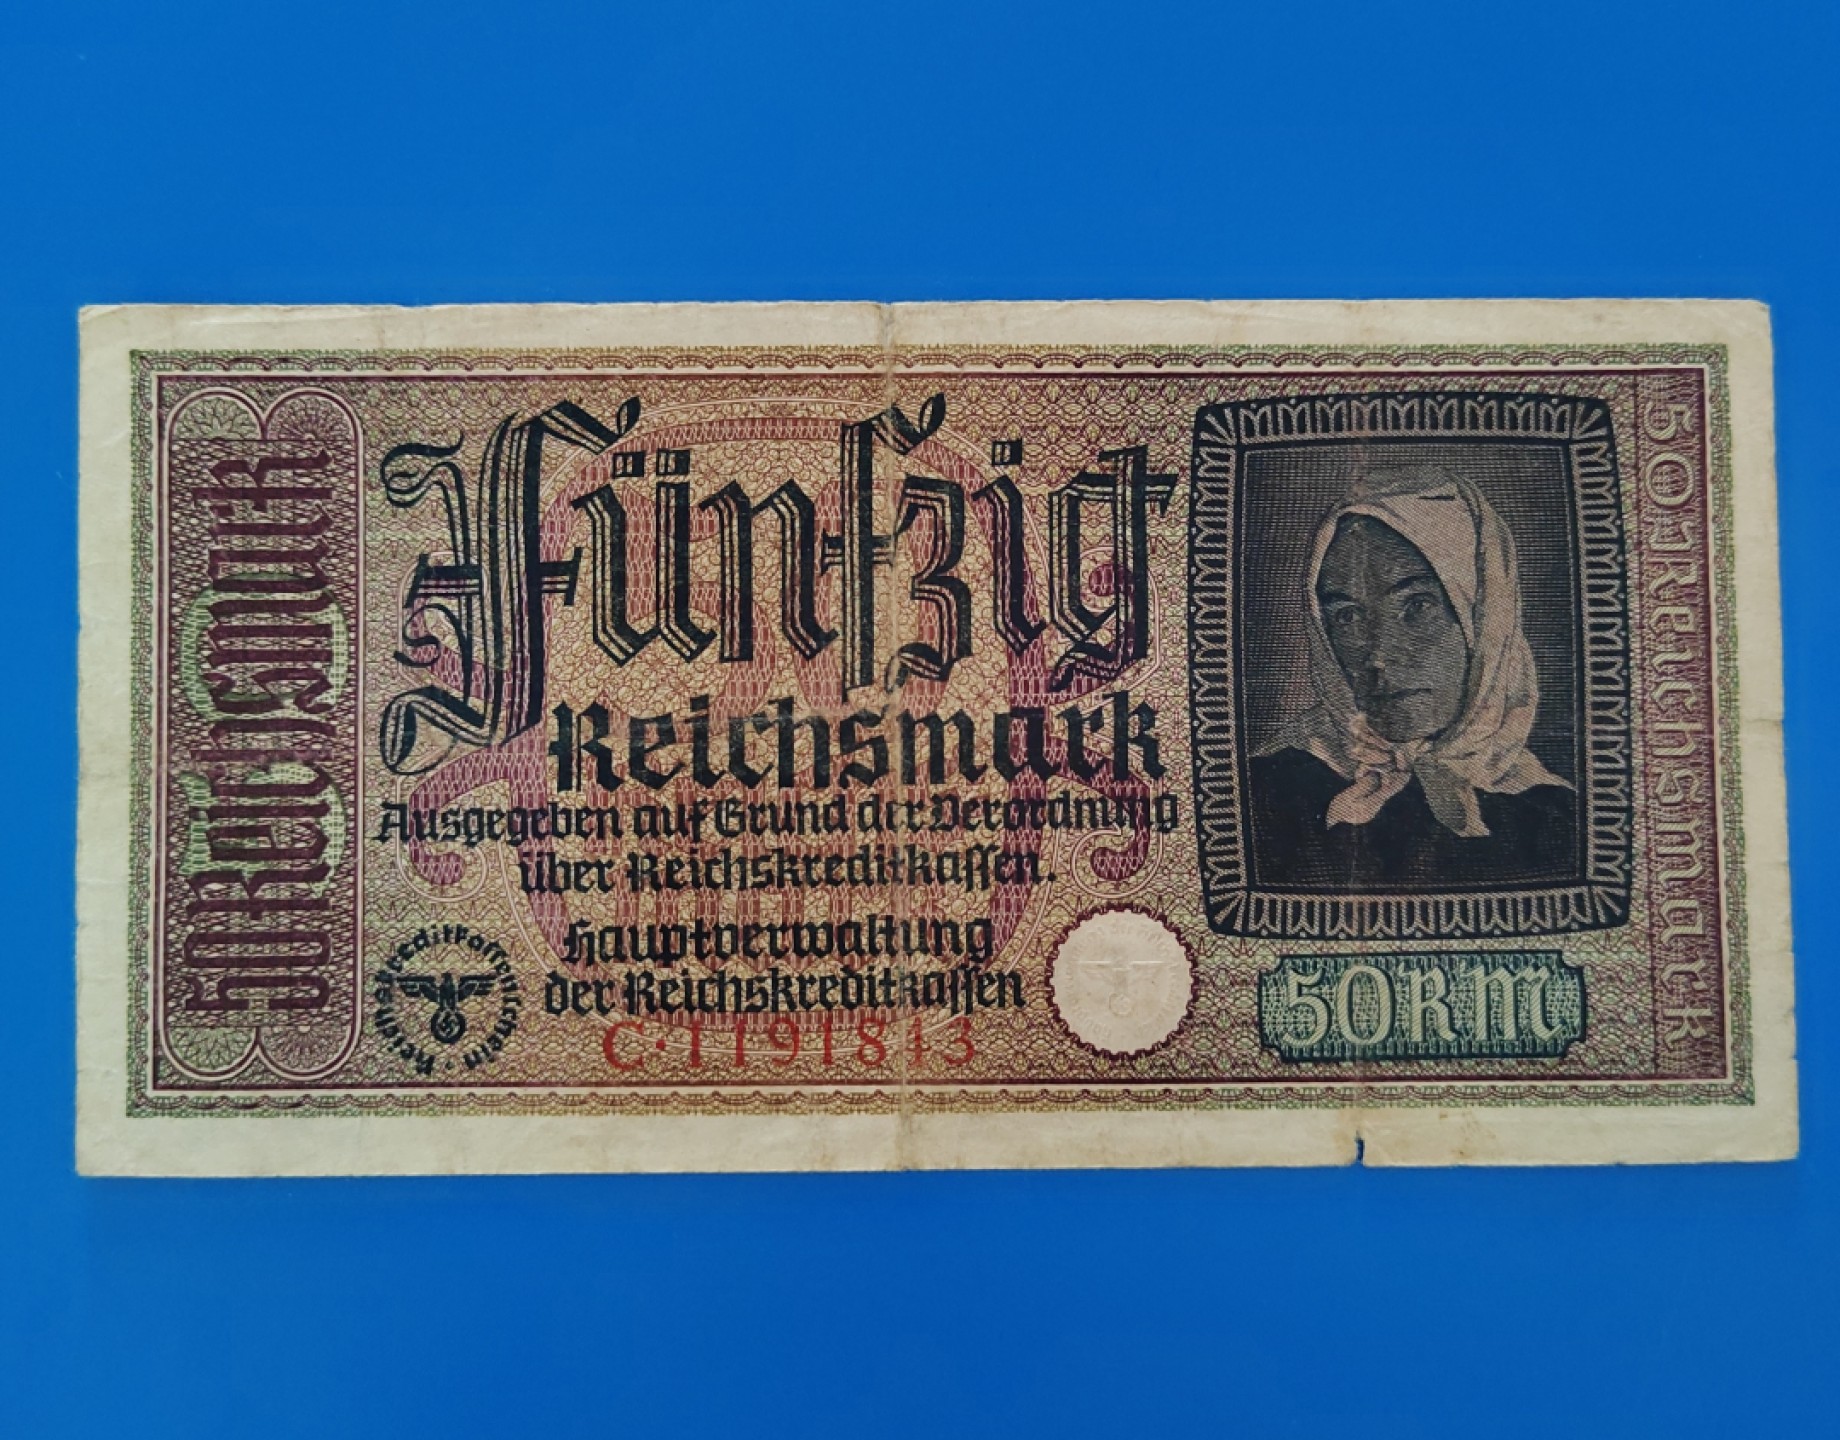 50 Reichsmark
Fünfzig
Reichsmark
Ausgegeben auf Grund der Verordnung
über Reichskreditkassen.
Hauptverwaltung
der Reichskreditkassen
Reichskreditkassenschein
C·1191843
50 RM
50 Reichsmark